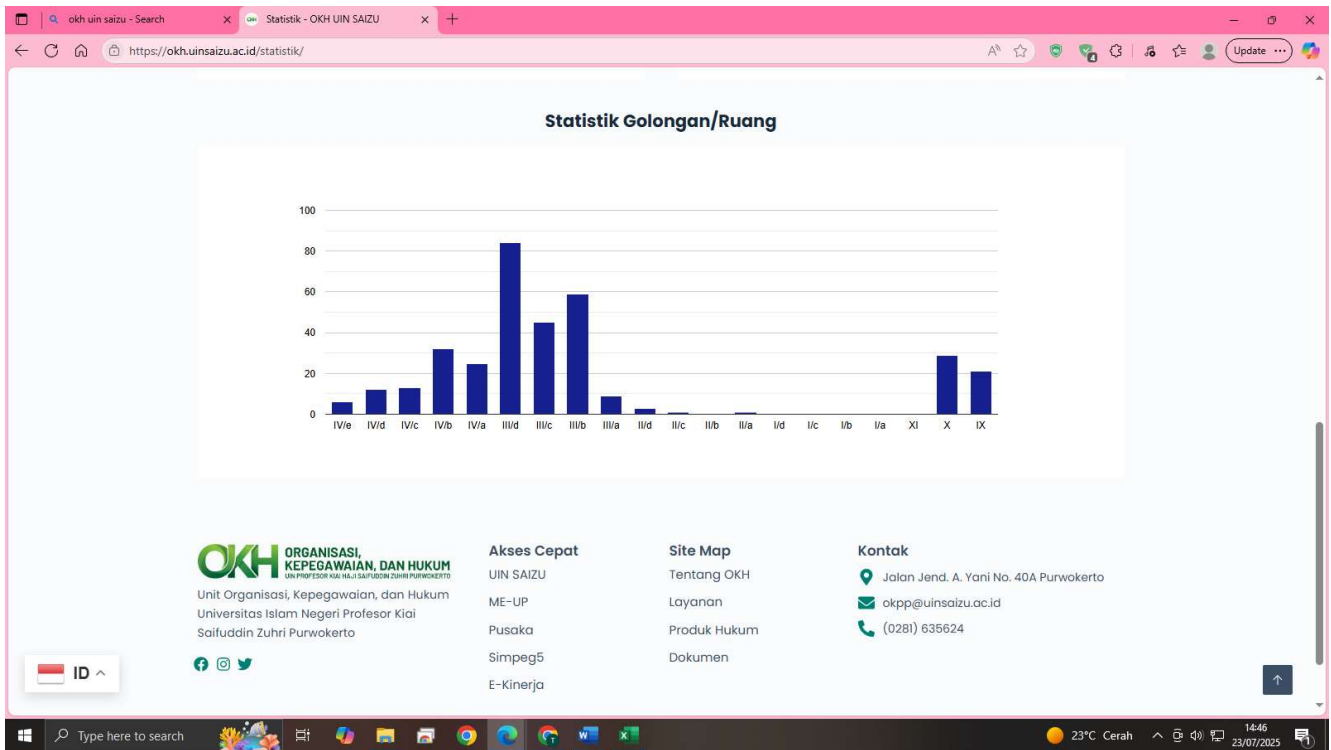 okh uin saizu - Search
Statistik - OKH UIN SAIZU
https://okh.uinsaizu.ac.id/statistik/
4
Update
Statistik Golongan/Ruang
100
80
60
40
20
0
IV/e IV/d IV/c IV/b IV/a III/d III/c III/b III/a II/d II/c II/b II/a I/d I/c I/b I/a XI X IX
OKH
ORGANISASI,
KEPEGAWAIAN, DAN HUKUM
UIN PROFESOR KIAI HAJI SAIFUDDIN ZUHRI PURWOKERTO
Unit Organisasi, Kepegawaian, dan Hukum
Universitas Islam Negeri Profesor Kiai
Saifuddin Zuhri Purwokerto
Akses Cepat
UIN SAIZU
ME-UP
Pusaka
Simpeg5
E-Kinerja
Site Map
Tentang OKH
Layanan
Produk Hukum
Dokumen
Kontak
Jalan Jend. A. Yani No. 40A Purwokerto
okpp@uinsaizu.ac.id
(0281) 635624
ID
Type here to search
23°C Cerah
14:46
23/07/2025
1